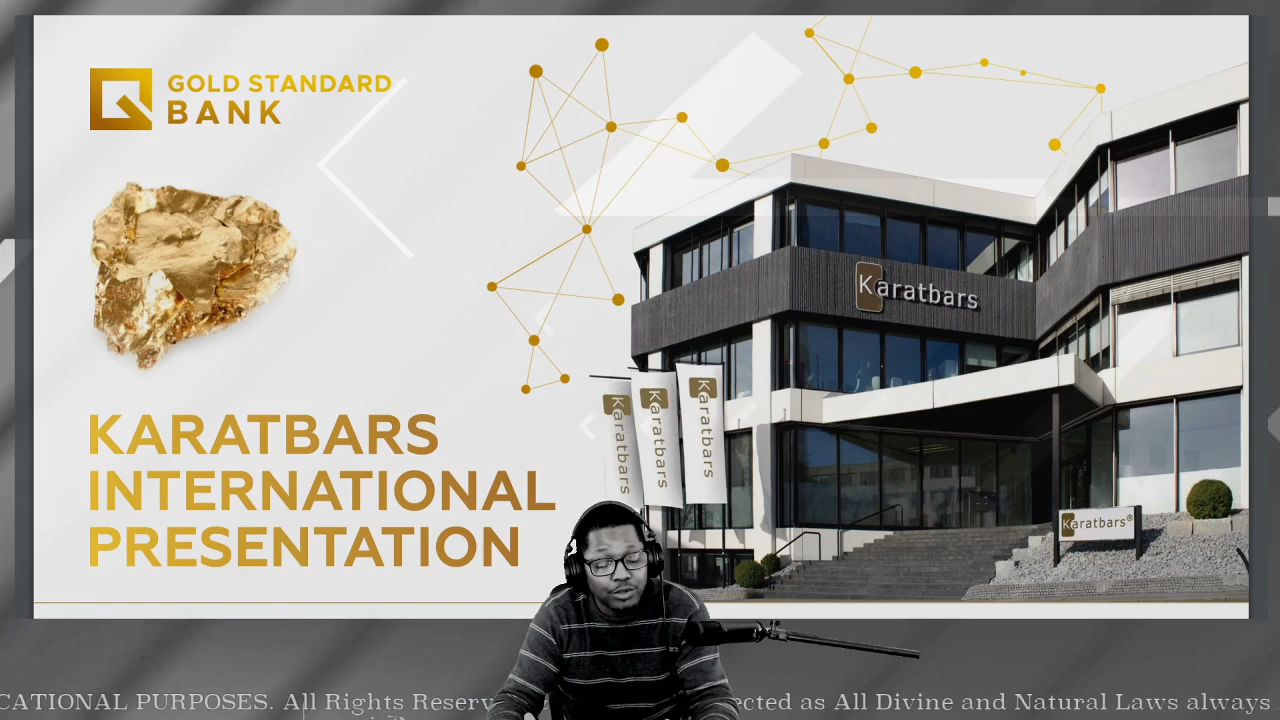 GOLD STANDARD
BANK
Karatbars
Karatbars
Karatbars
Karatbars
KARATBARS
INTERNATIONAL
PRESENTATION
Karatbars®
CATIONAL PURPOSES. All Rights Reserv
ected as All Divine and Natural Laws always